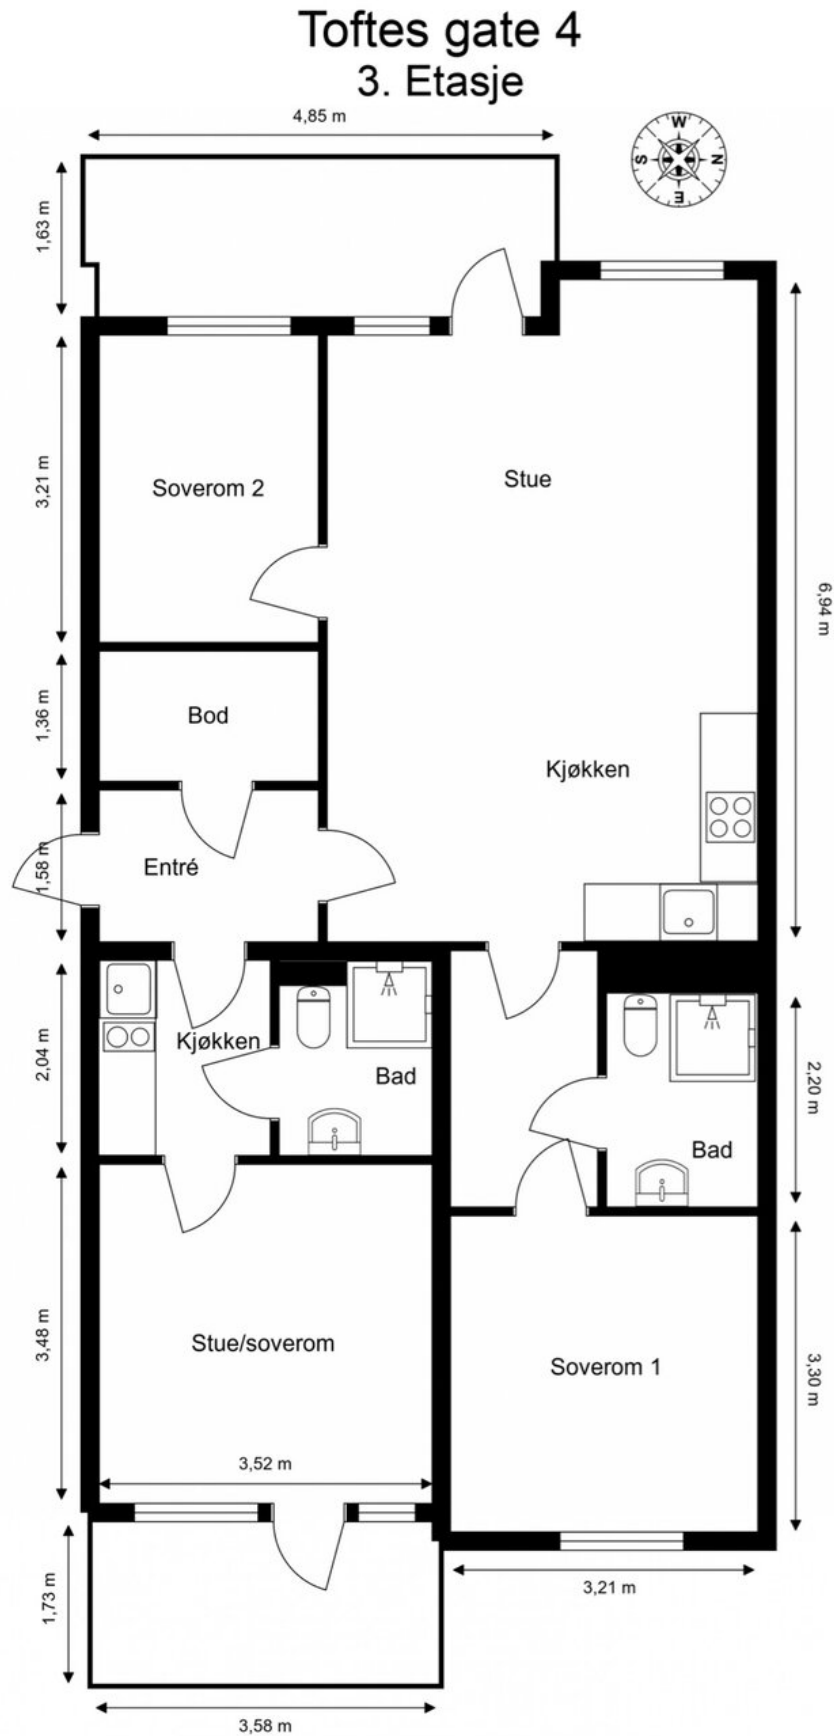 Toftes gate 4
3. Etasje
4,85 m
W
S
N
E
1,63 m
3,21 m
Soverom 2
Stue
6,94 m
1,36 m
Bod
Kjøkken
1,58 m
Entré
2,04 m
Kjøkken
Bad
2,20 m
Bad
3,48 m
Stue/soverom
Soverom 1
3,30 m
3,52 m
1,73 m
3,21 m
3,58 m